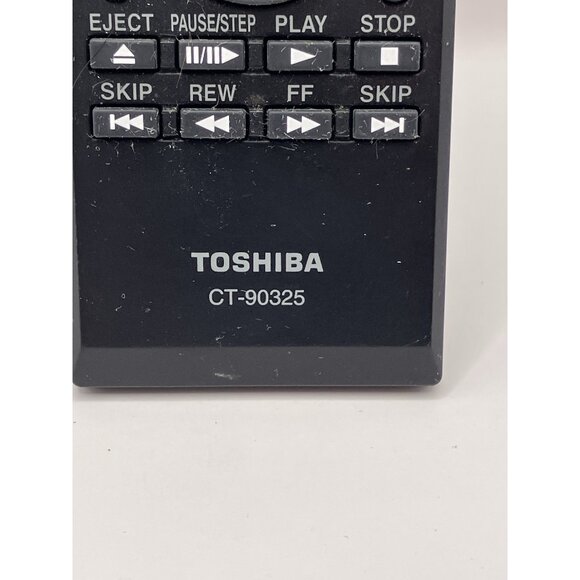 EJECT PAUSE/STEP PLAY STOP
SKIP REW FF SKIP
TOSHIBA
CT-90325